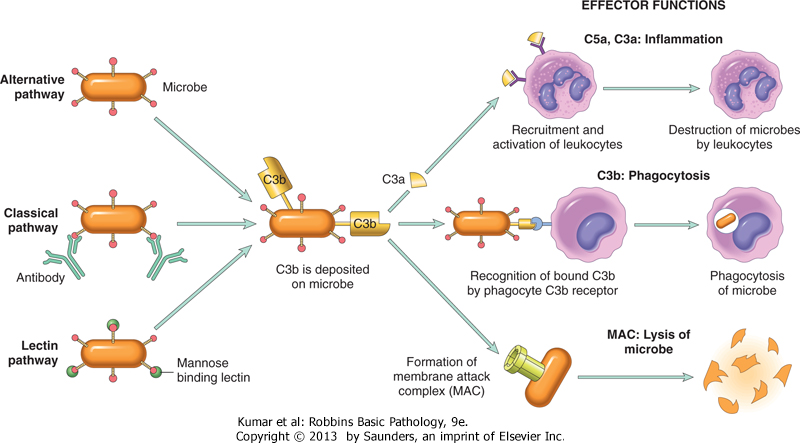 EFFECTOR FUNCTIONS
C5a, C3a: Inflammation
Alternative
pathway
Microbe
Recruitment and
activation of leukocytes
Destruction of microbes
by leukocytes
C3b
C3a
C3b: Phagocytosis
Classical
pathway
C3b
Antibody
C3b is deposited
on microbe
Recognition of bound C3b
by phagocyte C3b receptor
Phagocytosis
of microbe
Lectin
pathway
Mannose
binding lectin
Formation of
membrane attack
complex (MAC)
MAC: Lysis of
microbe
Kumar et al: Robbins Basic Pathology, 9e.
Copyright © 2013 by Saunders, an imprint of Elsevier Inc.